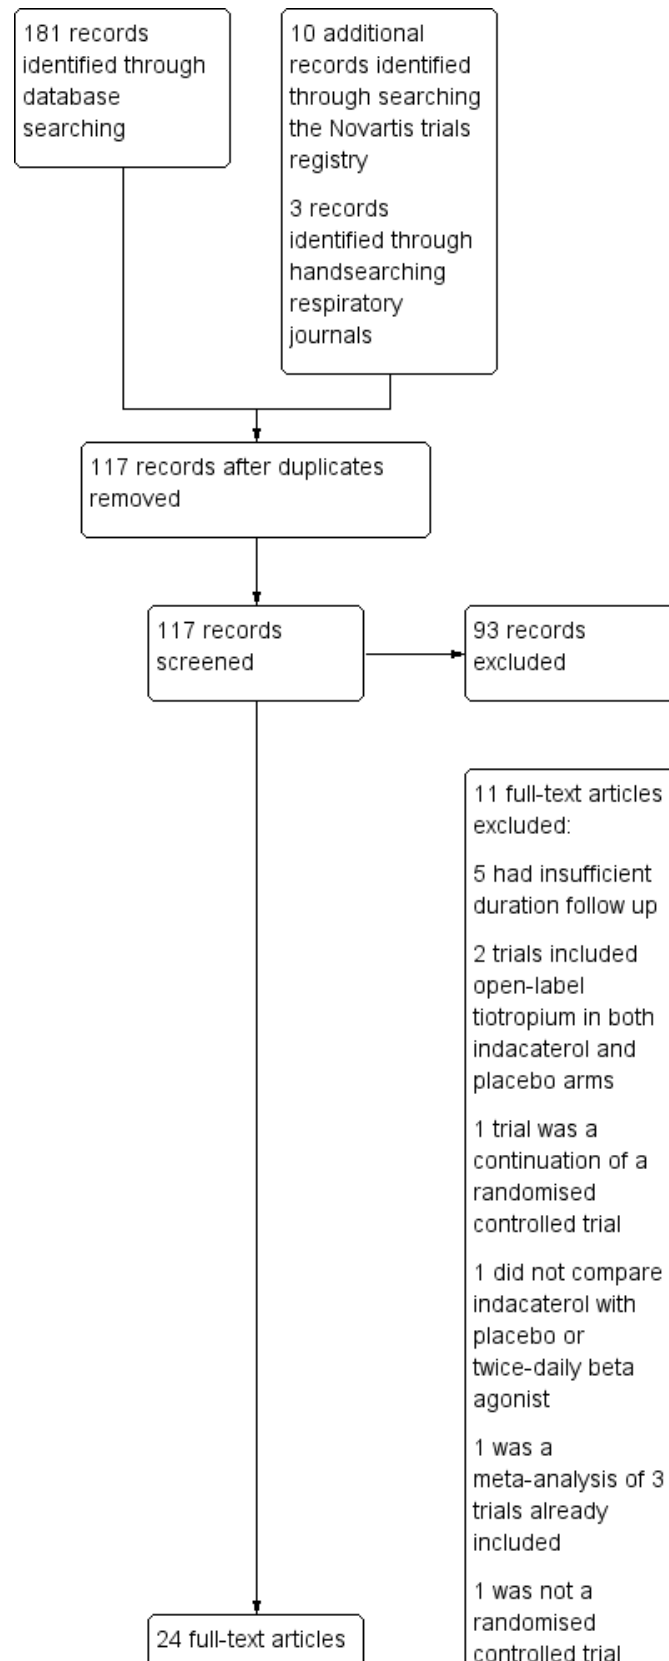 181 records
identified through
database
searching
10 additional
records identified
through searching
the Novartis trials
registry
3 records
identified through
handsearching
respiratory
journals
117 records after duplicates
removed
117 records
screened
93 records
excluded
11 full-text articles
excluded:
5 had insufficient
duration follow up
2 trials included
open-label
tiotropium in both
indacaterol and
placebo arms
1 trial was a
continuation of a
randomised
controlled trial
1 did not compare
indacaterol with
placebo or
twice-daily beta
agonist
1 was a
meta-analysis of 3
trials already
included
1 was not a
randomised
controlled trial
24 full-text articles